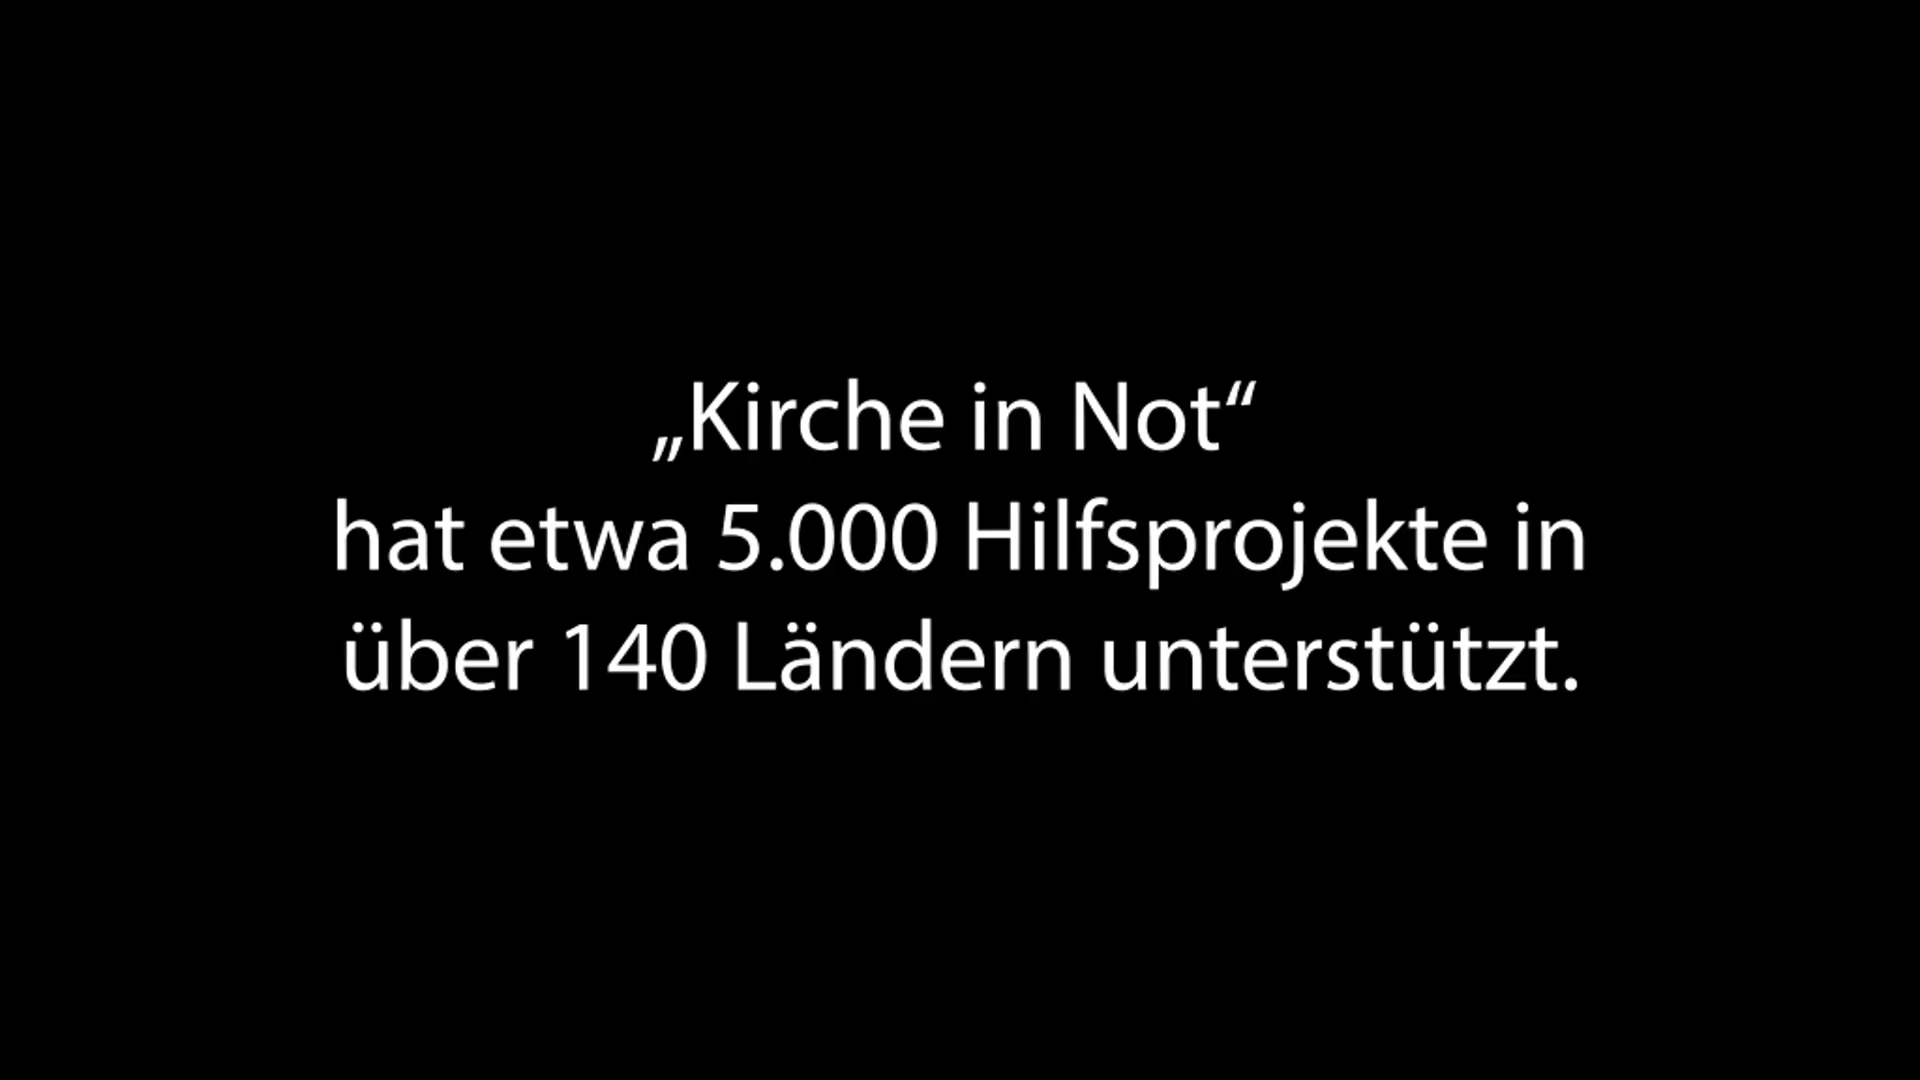 „Kirche in Not“
hat etwa 5.000 Hilfsprojekte in
über 140 Ländern unterstützt.